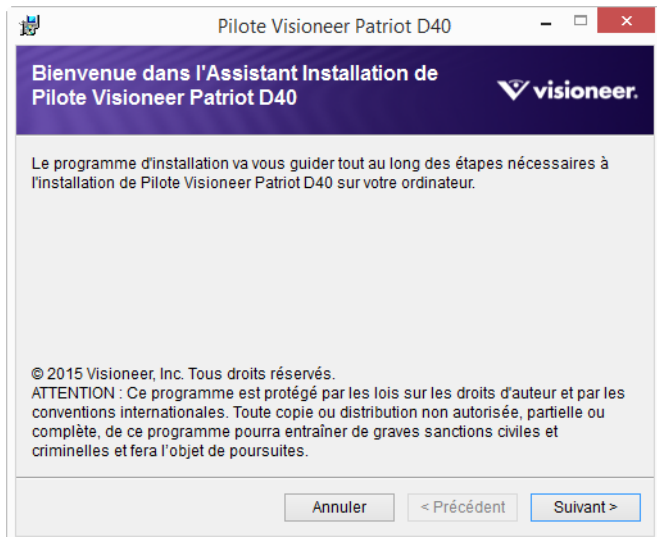 Pilote Visioneer Patriot D40
Bienvenue dans l'Assistant Installation de
Pilote Visioneer Patriot D40
visioneer.
Le programme d'installation va vous guider tout au long des étapes nécessaires à
l'installation de Pilote Visioneer Patriot D40 sur votre ordinateur.
© 2015 Visioneer, Inc. Tous droits réservés.
ATTENTION : Ce programme est protégé par les lois sur les droits d'auteur et par les
conventions internationales. Toute copie ou distribution non autorisée, partielle ou
complète, de ce programme pourra entraîner de graves sanctions civiles et
criminelles et fera l’objet de poursuites.
Annuler
< Précédent
Suivant >